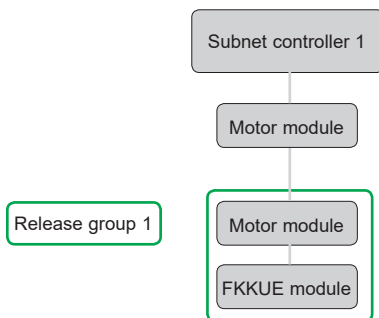 Subnet controller 1
Motor module
Release group 1
Motor module
FKKUE module